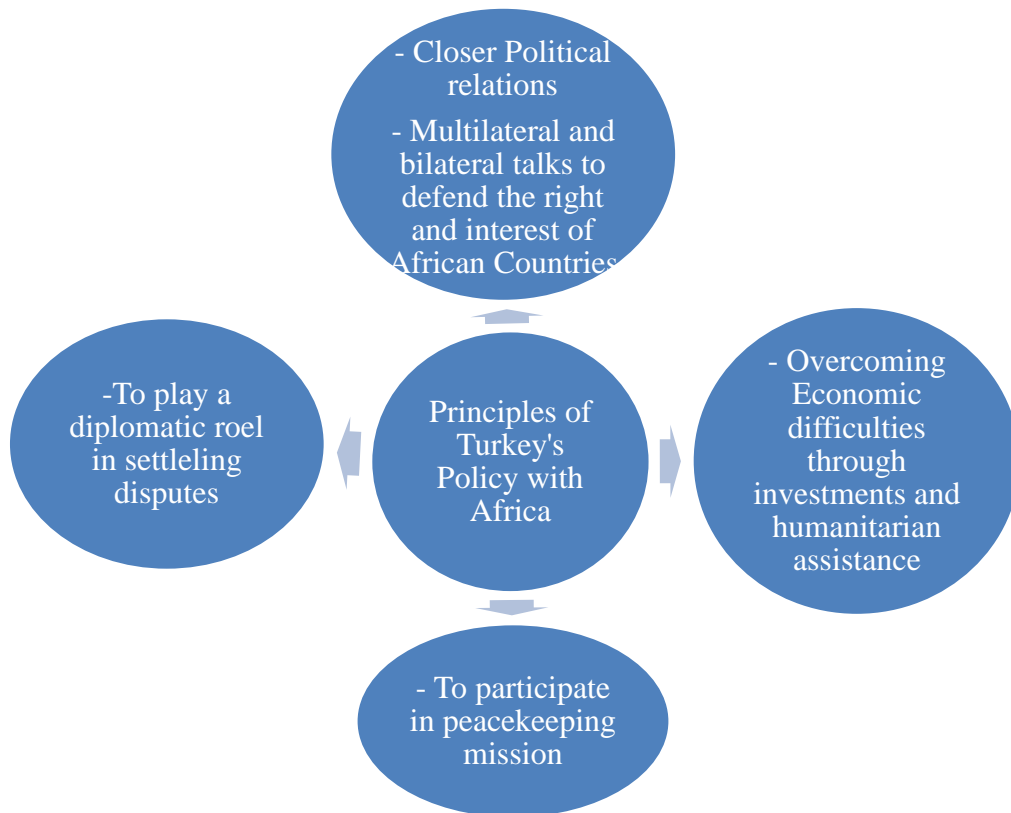 - Closer Political
relations
- Multilateral and
bilateral talks to
defend the right
and interest of
African Countries
-To play a
diplomatic roel
in settleling
disputes
Principles of
Turkey's
Policy with
Africa
- Overcoming
Economic
difficulties
through
investments and
humanitarian
assistance
- To participate
in peacekeeping
mission